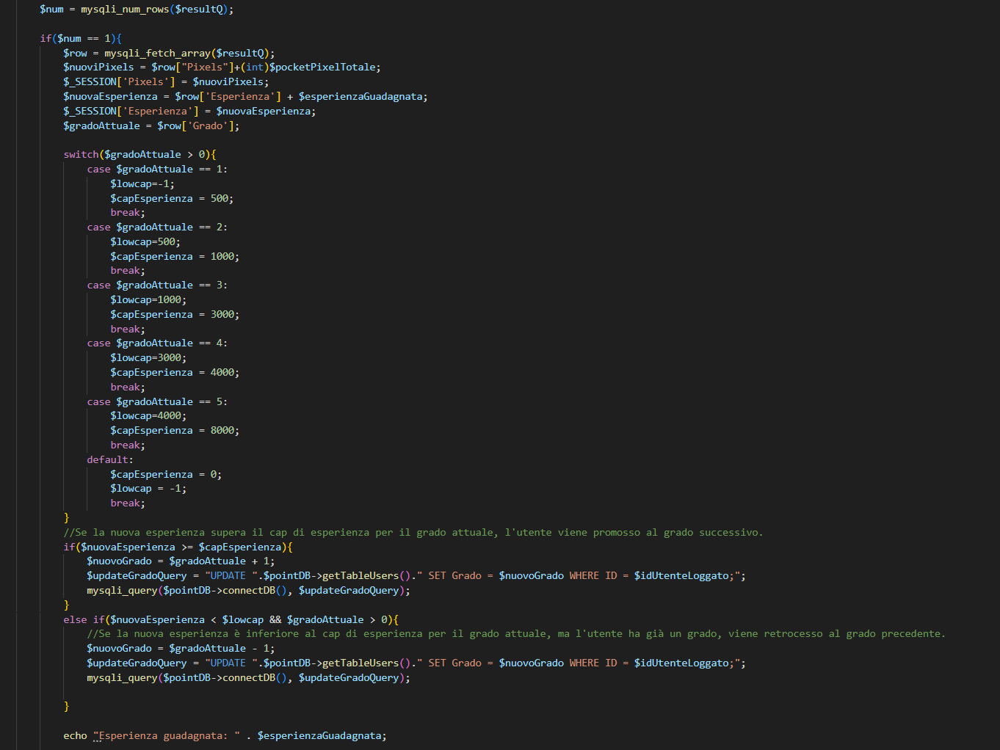 $num = mysqli_num_rows($resultQ);
if($num == 1){
$row = mysqli_fetch_array($resultQ);
$nuoviPixels = $row["Pixels"]+(int)$pocketPixelTotale;
$_SESSION['Pixels'] = $nuoviPixels;
$nuovaEsperienza = $row['Esperienza'] + $esperienzaGuadagnata;
$_SESSION['Esperienza'] = $nuovaEsperienza;
$gradoAttuale = $row['Grado'];
switch($gradoAttuale > 0){
case $gradoAttuale == 1:
$lowcap=-1;
$capEsperienza = 500;
break;
case $gradoAttuale == 2:
$lowcap=500;
$capEsperienza = 1000;
break;
case $gradoAttuale == 3:
$lowcap=1000;
$capEsperienza = 3000;
break;
case $gradoAttuale == 4:
$lowcap=3000;
$capEsperienza = 4000;
break;
case $gradoAttuale == 5:
$lowcap=4000;
$capEsperienza = 8000;
break;
default:
$capEsperienza = 0;
$lowcap = -1;
break;
}
//Se la nuova esperienza supera il cap di esperienza per il grado attuale, l'utente viene promosso al grado successivo.
if($nuovaEsperienza >= $capEsperienza){
$nuovoGrado = $gradoAttuale + 1;
$updateGradoQuery = "UPDATE ".$pointDB->getTableUsers()." SET Grado = $nuovoGrado WHERE ID = $idUtenteLoggato;";
mysqli_query($pointDB->connectDB(), $updateGradoQuery);
}
else if($nuovaEsperienza < $lowcap && $gradoAttuale > 0){
//Se la nuova esperienza è inferiore al cap di esperienza per il grado attuale, ma l'utente ha già un grado, viene retrocesso al grado precedente.
$nuovoGrado = $gradoAttuale - 1;
$updateGradoQuery = "UPDATE ".$pointDB->getTableUsers()." SET Grado = $nuovoGrado WHERE ID = $idUtenteLoggato;";
mysqli_query($pointDB->connectDB(), $updateGradoQuery);
}
echo "Esperienza guadagnata: " . $esperienzaGuadagnata;